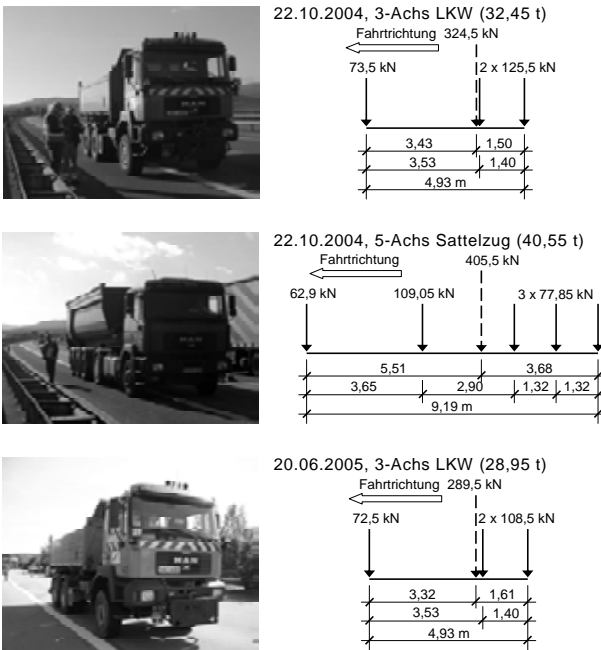 22.10.2004, 3-Achs LKW (32,45 t)
Fahrtrichtung 324,5 kN
73,5 kN 2 x 125,5 kN
3,43 1,50
3,53 1,40
4,93 m
22.10.2004, 5-Achs Sattelzug (40,55 t)
Fahrtrichtung 405,5 kN
62,9 kN 109,05 kN 3 x 77,85 kN
5,51 3,68
3,65 2,90 1,32 1,32
9,19 m
20.06.2005, 3-Achs LKW (28,95 t)
Fahrtrichtung 289,5 kN
72,5 kN 2 x 108,5 kN
3,32 1,61
3,53 1,40
4,93 m
MAN